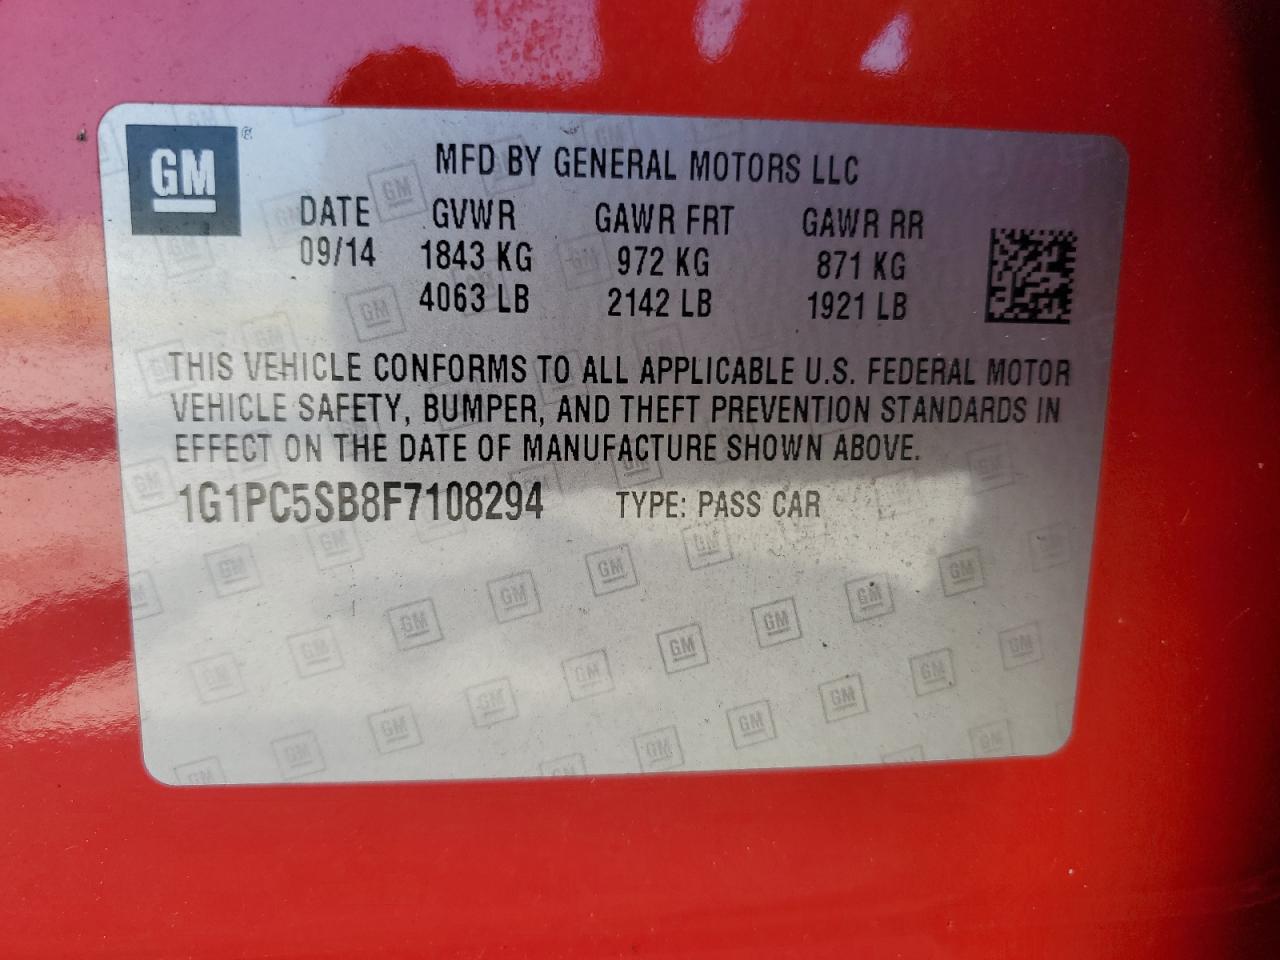 GM®
MFD BY GENERAL MOTORS LLC
DATE GVWR GAWR FRT GAWR RR
09/14 1843 KG 972 KG 871 KG
4063 LB 2142 LB 1921 LB
THIS VEHICLE CONFORMS TO ALL APPLICABLE U.S. FEDERAL MOTOR
VEHICLE SAFETY, BUMPER, AND THEFT PREVENTION STANDARDS IN
EFFECT ON THE DATE OF MANUFACTURE SHOWN ABOVE.
1G1PC5SB8F7108294 TYPE: PASS CAR